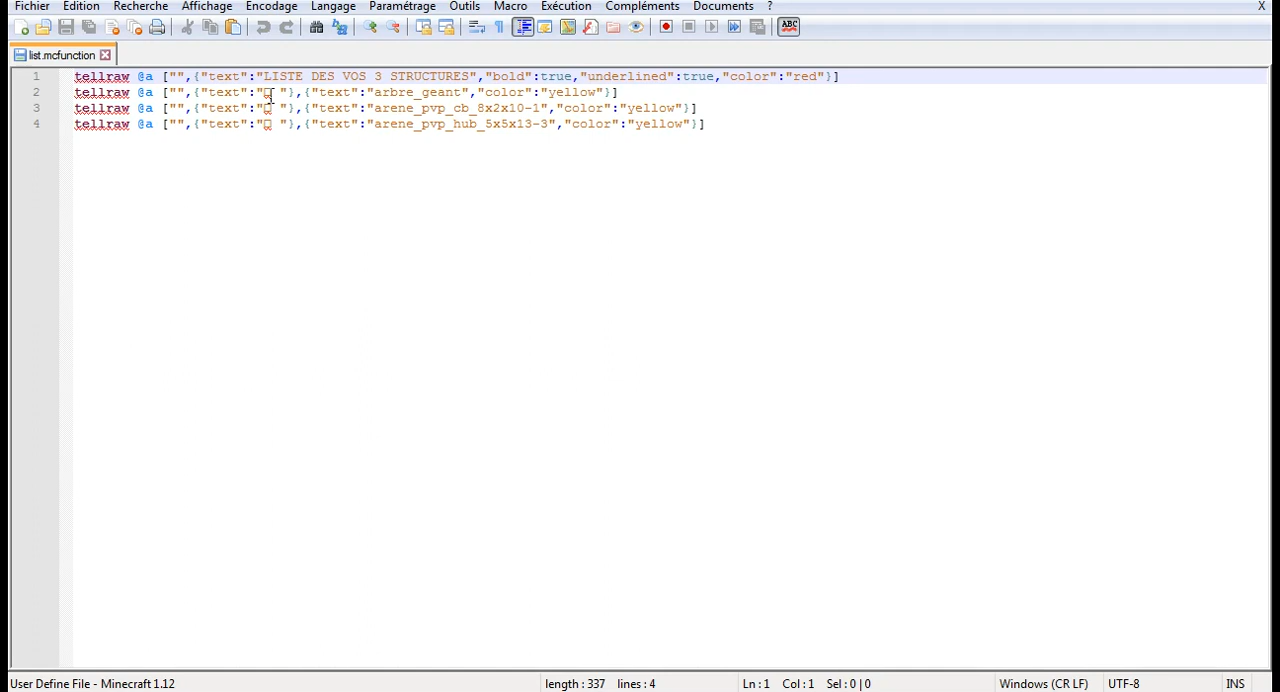 Fichier Edition Recherche Affichage Encodage Langage Paramétrage Outils Macro Exécution Compléments Documents ? X
list.mcfunction
1 tellraw @a ["",{"text":"LISTE DES VOS 3 STRUCTURES","bold":true,"underlined":true,"color":"red"}]
2 tellraw @a ["",{"text":"▯ "},{"text":"arbre_geant","color":"yellow"}]
3 tellraw @a ["",{"text":"▯ "},{"text":"arene_pvp_cb_8x2x10-1","color":"yellow"}]
4 tellraw @a ["",{"text":"▯ "},{"text":"arene_pvp_hub_5x5x13-3","color":"yellow"}]
User Define File - Minecraft 1.12 length : 337 lines : 4 Ln : 1 Col : 1 Sel : 0 | 0 Windows (CR LF) UTF-8 INS